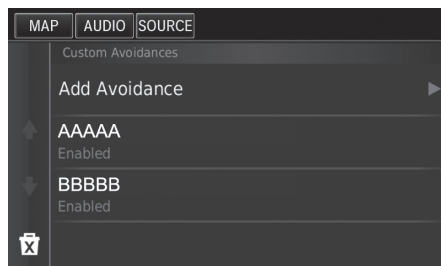 MAP AUDIO SOURCE
Custom Avoidances
Add Avoidance
AAAAA
Enabled
BBBBB
Enabled